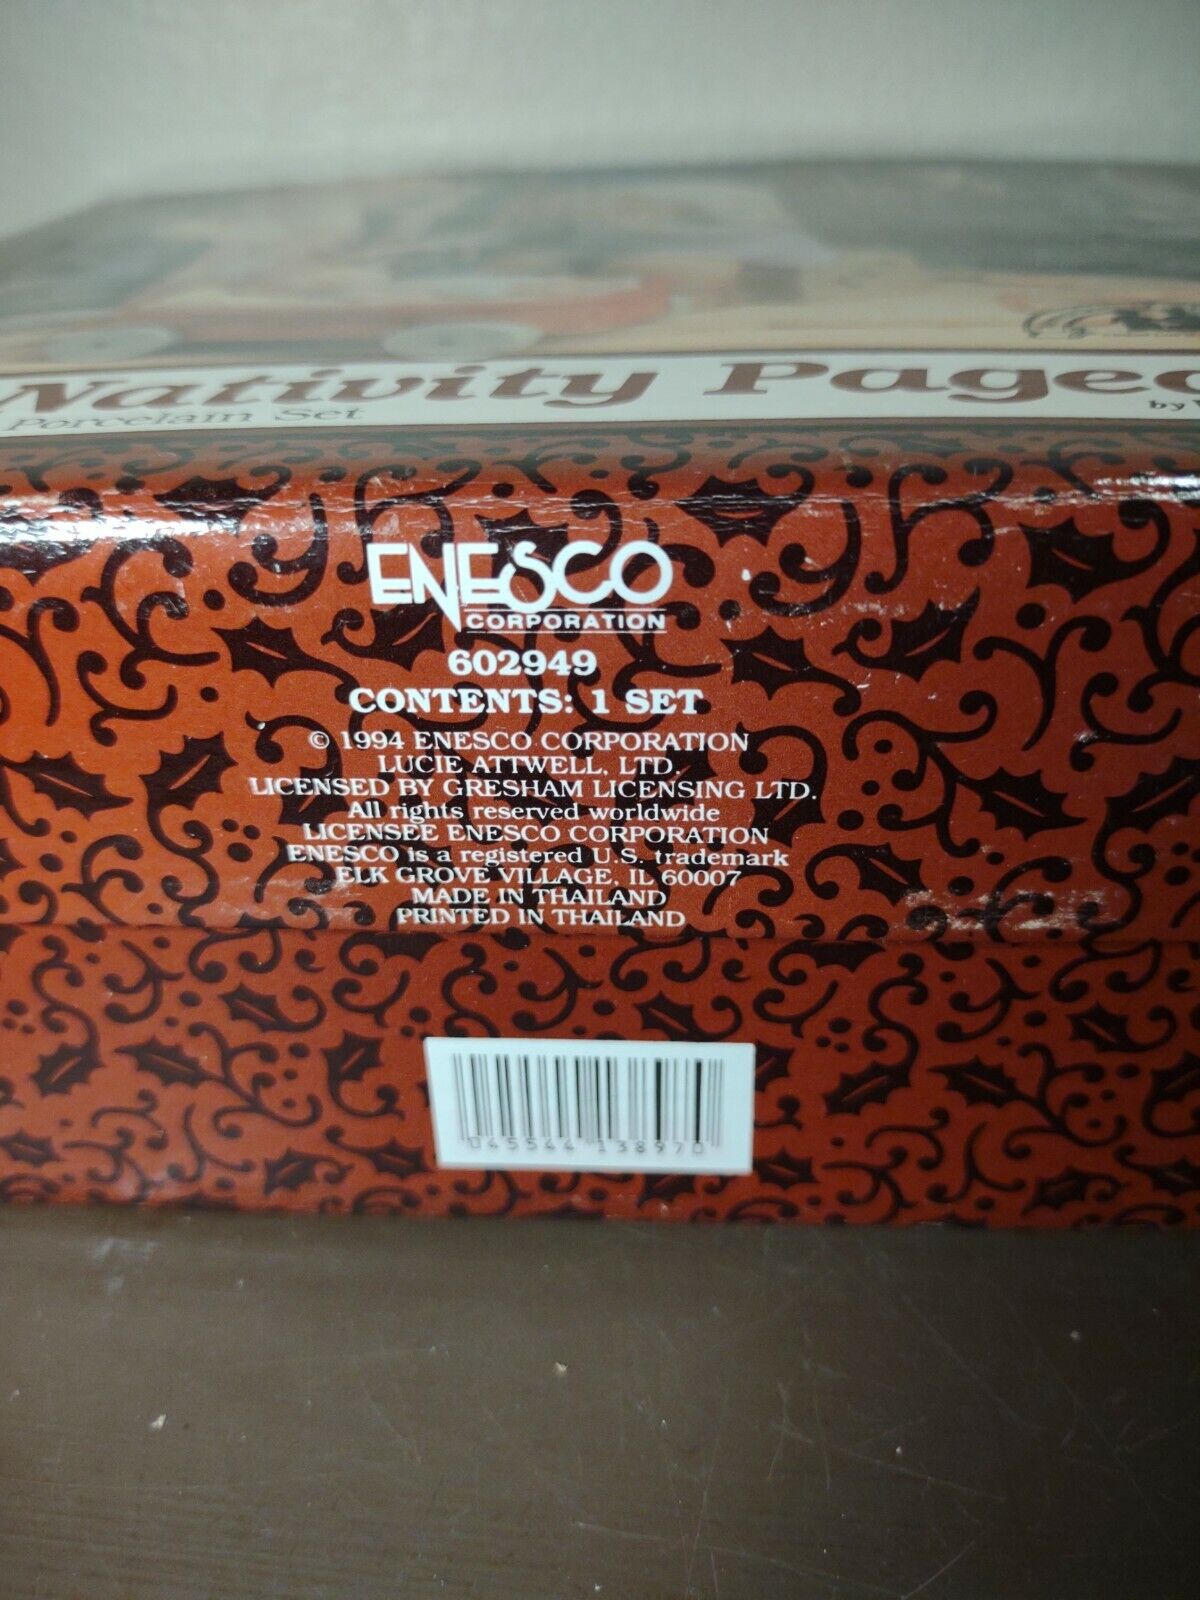 Nativity
Porcelain Set
by
ENESCO
CORPORATION
602949
CONTENTS: 1 SET
© 1994 ENESCO CORPORATION
LUCIE ATTWELL, LTD.
LICENSED BY GRESHAM LICENSING LTD.
All rights reserved worldwide
LICENSEE ENESCO CORPORATION
ENESCO is a registered U.S. trademark
ELK GROVE VILLAGE, IL 60007
MADE IN THAILAND
PRINTED IN THAILAND
045544 138970